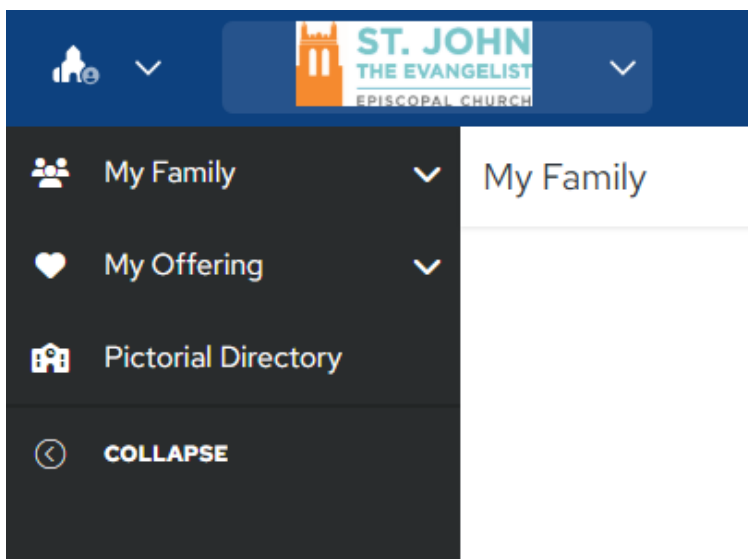 ST. JOHN
THE EVANGELIST
EPISCOPAL CHURCH
My Family
My Family
My Offering
Pictorial Directory
COLLAPSE